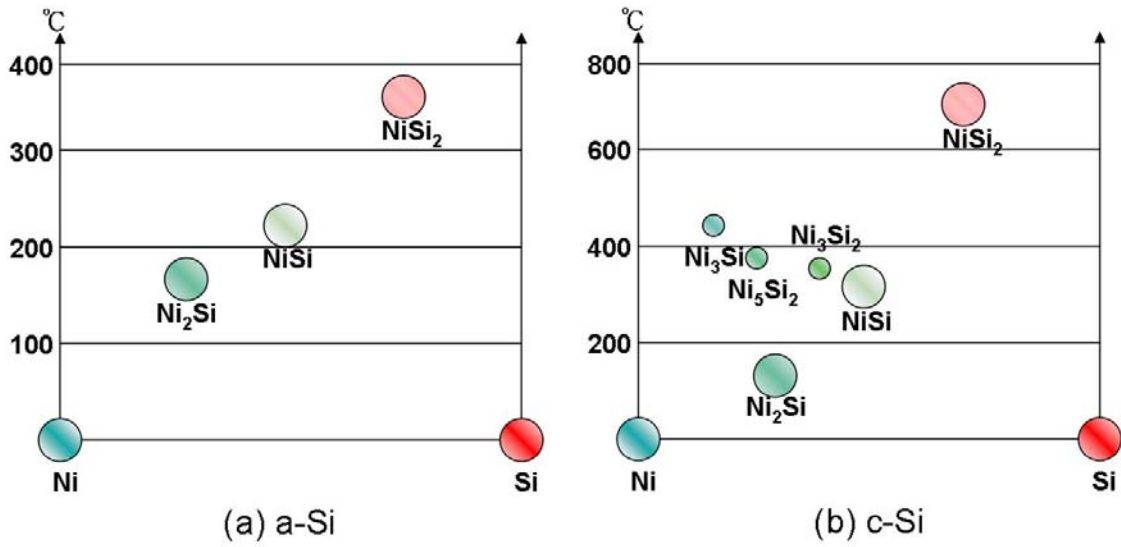 ℃
400
300
200
100
NiSi₂
NiSi
Ni₂Si
Ni
Si
(a) a-Si
℃
800
600
400
200
NiSi₂
Ni₃Si
Ni₃Si₂
Ni₅Si₂
NiSi
Ni₂Si
Ni
Si
(b) c-Si